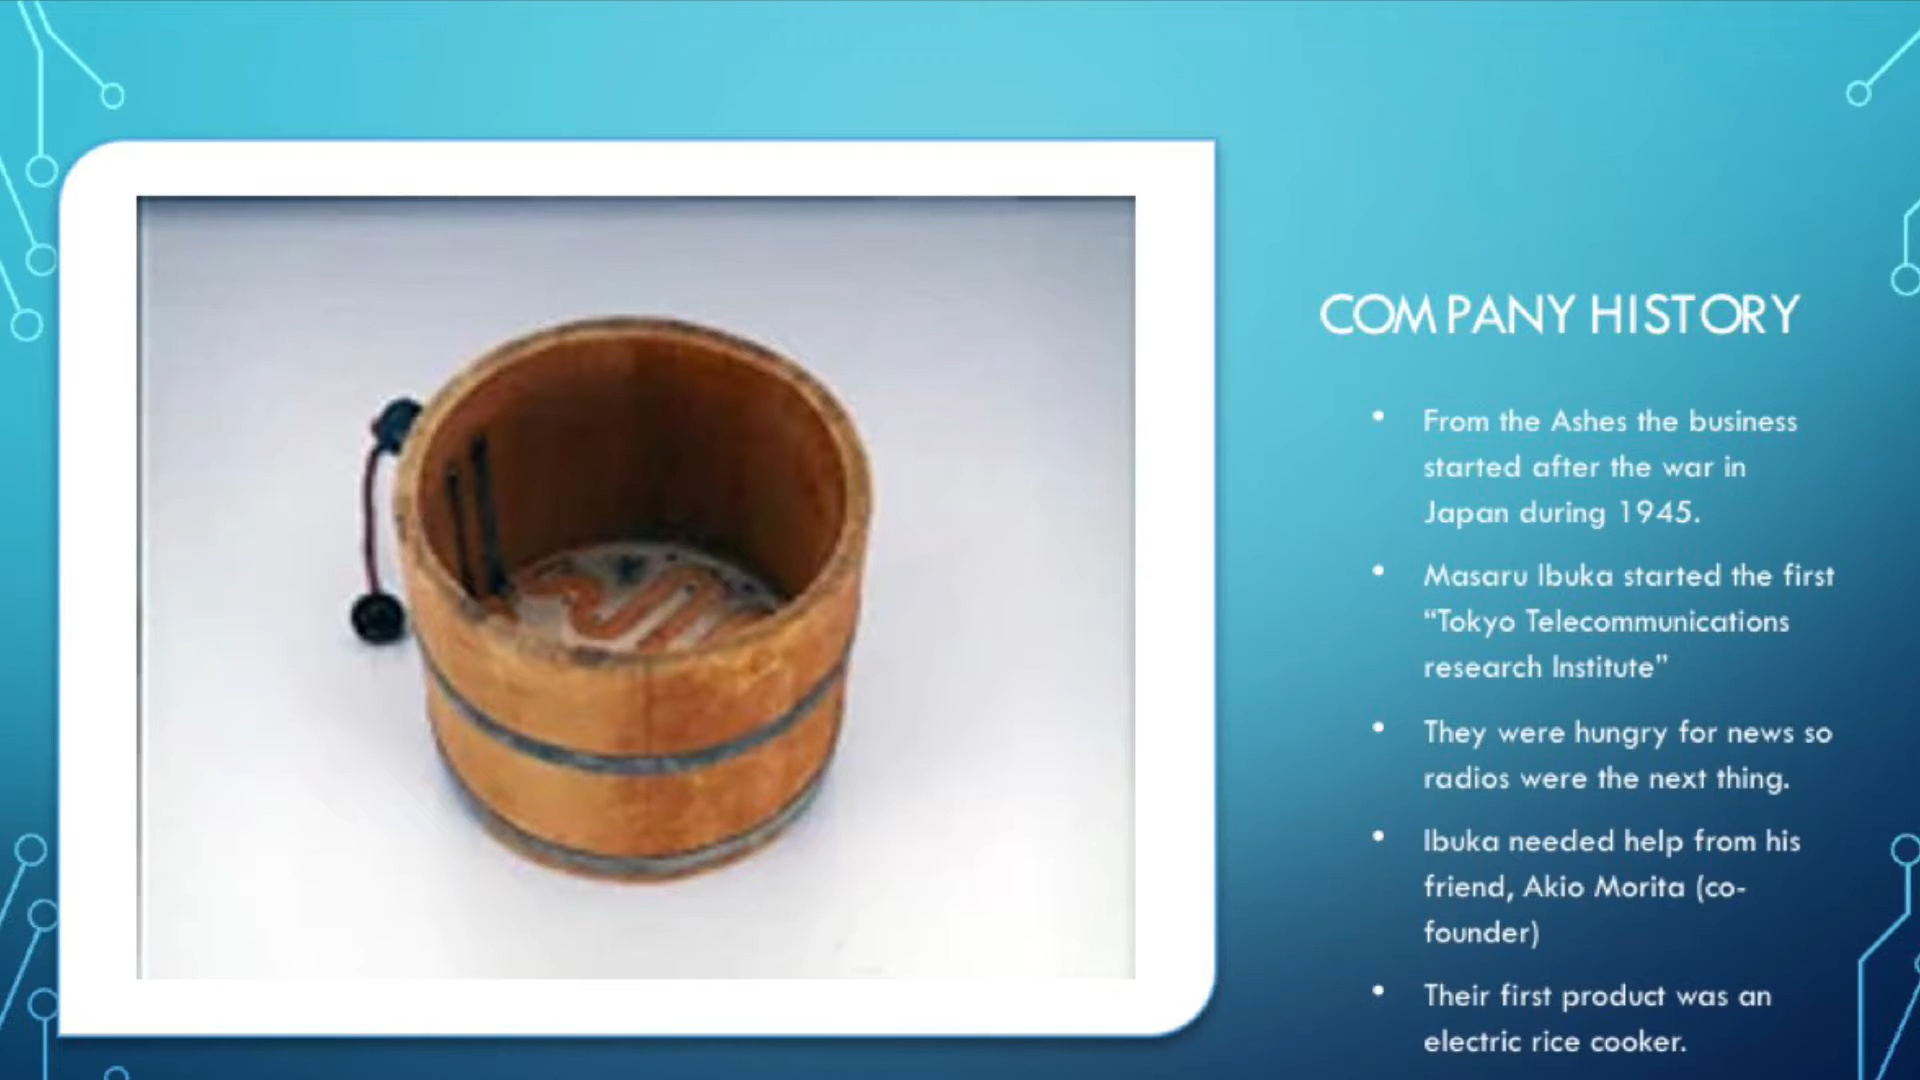 COMPANY HISTORY
• From the Ashes the business
started after the war in
Japan during 1945.
• Masaru Ibuka started the first
“Tokyo Telecommunications
research Institute”
• They were hungry for news so
radios were the next thing.
• Ibuka needed help from his
friend, Akio Morita (co-
founder)
• Their first product was an
electric rice cooker.